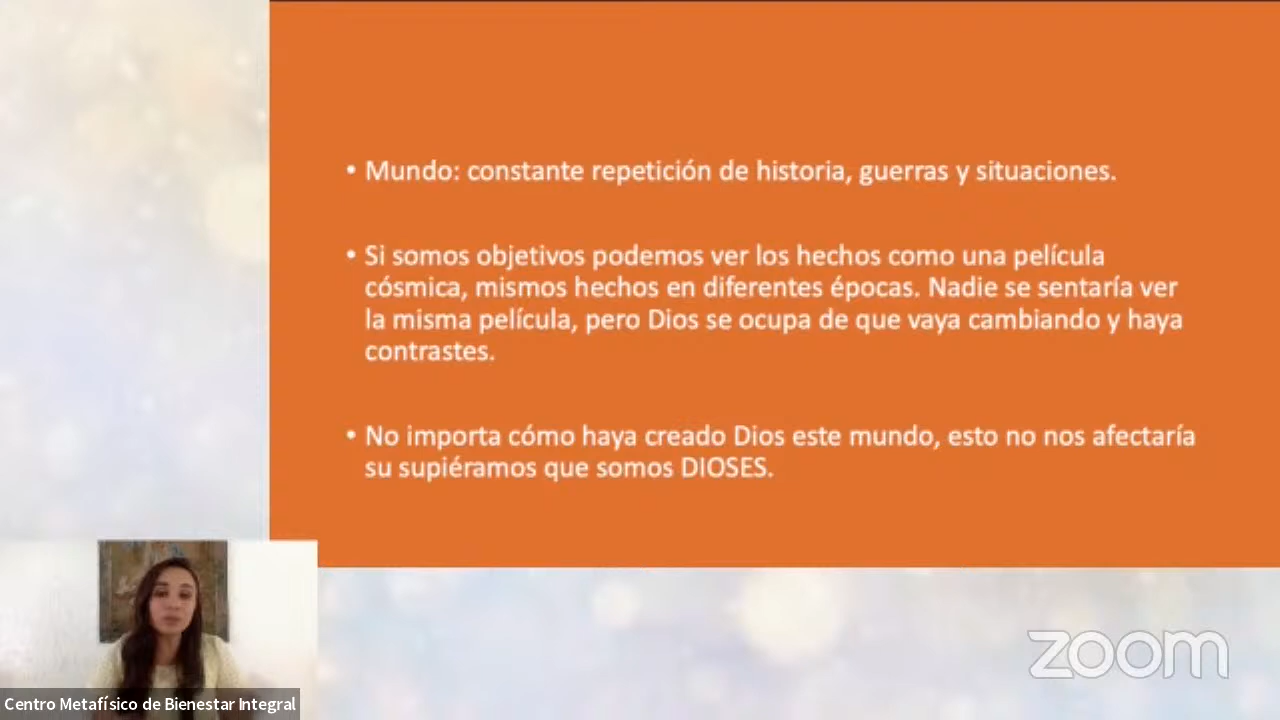 • Mundo: constante repetición de historia, guerras y situaciones.
• Si somos objetivos podemos ver los hechos como una película
cósmica, mismos hechos en diferentes épocas. Nadie se sentaría ver
la misma película, pero Dios se ocupa de que vaya cambiando y haya
contrastes.
• No importa cómo haya creado Dios este mundo, esto no nos afectaría
su supiéramos que somos DIOSES.
zoom
Centro Metafísico de Bienestar Integral